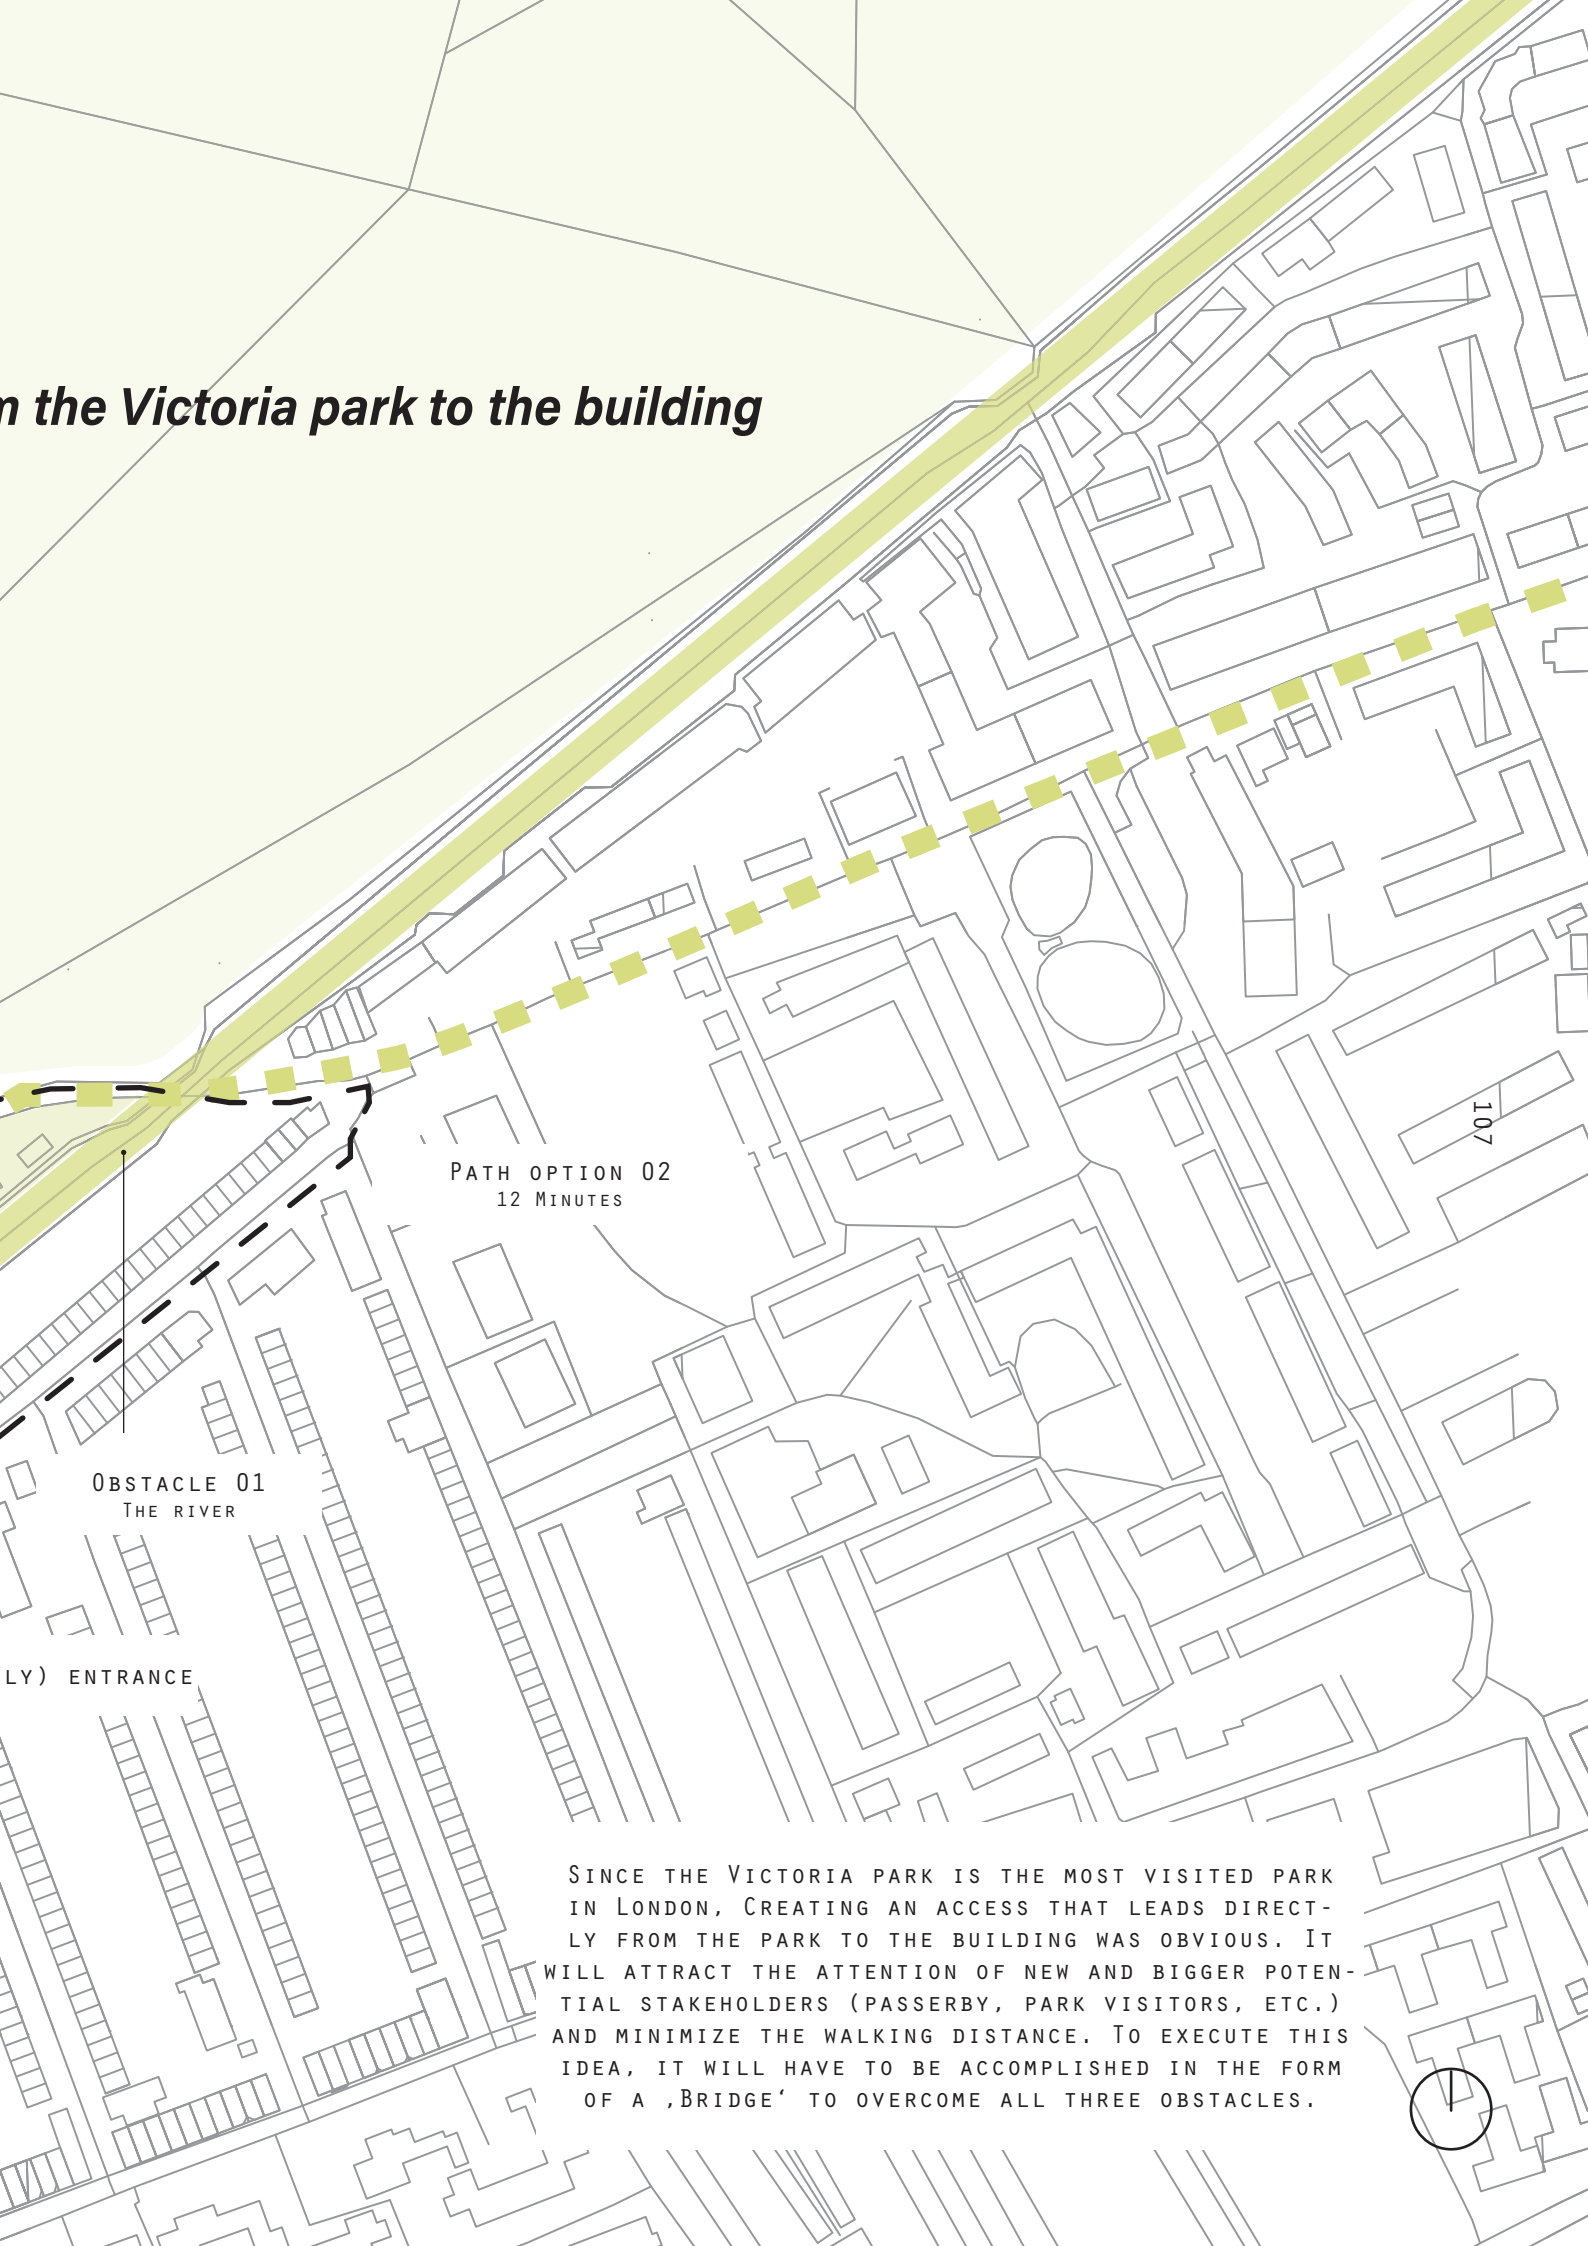 m the Victoria park to the building
107
Path option 02
12 Minutes
Obstacle 01
The river
LY) ENTRANCE
Since the Victoria park is the most visited park
in London, Creating an access that leads direct-
ly from the park to the building was obvious. It
will attract the attention of new and bigger poten-
tial stakeholders (passerby, park visitors, etc.)
and minimize the walking distance. To execute this
idea, it will have to be accomplished in the form
of a ‚Bridge‘ to overcome all three obstacles.